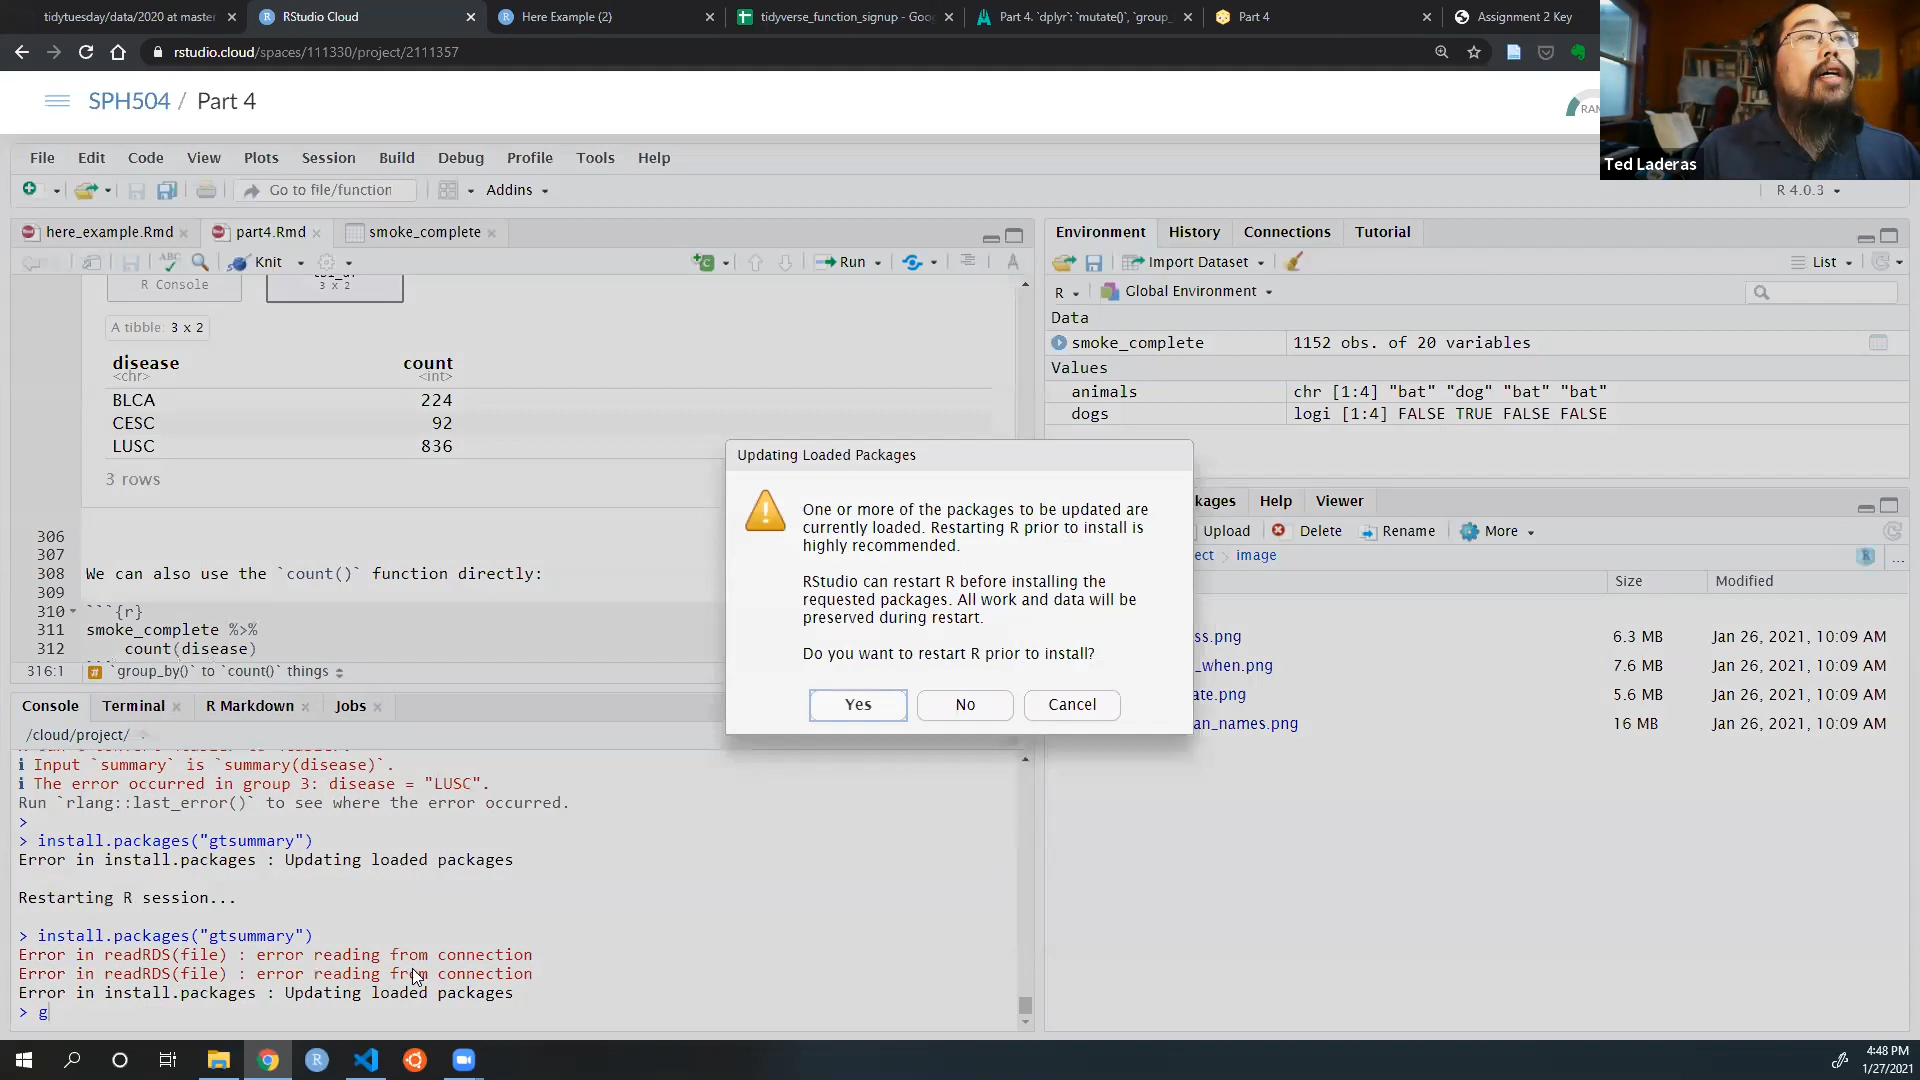 tidytuesday/data/2020 at master
RStudio Cloud
Here Example (2)
tidyverse_function_signup - Goo
Part 4. `dplyr`: `mutate()`, `group_
Part 4
Assignment 2 Key
rstudio.cloud/spaces/111330/project/2111357
SPH504 / Part 4
RAM
Ted Laderas
File Edit Code View Plots Session Build Debug Profile Tools Help
Go to file/function
Addins
R 4.0.3
here_example.Rmd
part4.Rmd
smoke_complete
ABC
Knit
Run
R Console
3 x 2
A tibble: 3 x 2
disease count
<chr> <int>
BLCA 224
CESC 92
LUSC 836
3 rows
306
307
308 We can also use the `count()` function directly:
309
310 ```{r}
311 smoke_complete %>%
312 count(disease)
316:1 `group_by()` to `count()` things
Console Terminal R Markdown Jobs
/cloud/project/
i Input `summary` is `summary(disease)`.
i The error occurred in group 3: disease = "LUSC".
Run `rlang::last_error()` to see where the error occurred.
>
> install.packages("gtsummary")
Error in install.packages : Updating loaded packages
Restarting R session...
> install.packages("gtsummary")
Error in readRDS(file) : error reading from connection
Error in readRDS(file) : error reading from connection
Error in install.packages : Updating loaded packages
> g
Environment History Connections Tutorial
Import Dataset
List
R
Global Environment
Data
smoke_complete 1152 obs. of 20 variables
Values
animals chr [1:4] "bat" "dog" "bat" "bat"
dogs logi [1:4] FALSE TRUE FALSE FALSE
kages Help Viewer
Upload Delete Rename More
ect image
...
Size Modified
ss.png 6.3 MB Jan 26, 2021, 10:09 AM
_when.png 7.6 MB Jan 26, 2021, 10:09 AM
ate.png 5.6 MB Jan 26, 2021, 10:09 AM
an_names.png 16 MB Jan 26, 2021, 10:09 AM
Updating Loaded Packages
One or more of the packages to be updated are
currently loaded. Restarting R prior to install is
highly recommended.
RStudio can restart R before installing the
requested packages. All work and data will be
preserved during restart.
Do you want to restart R prior to install?
Yes No Cancel
4:48 PM
1/27/2021